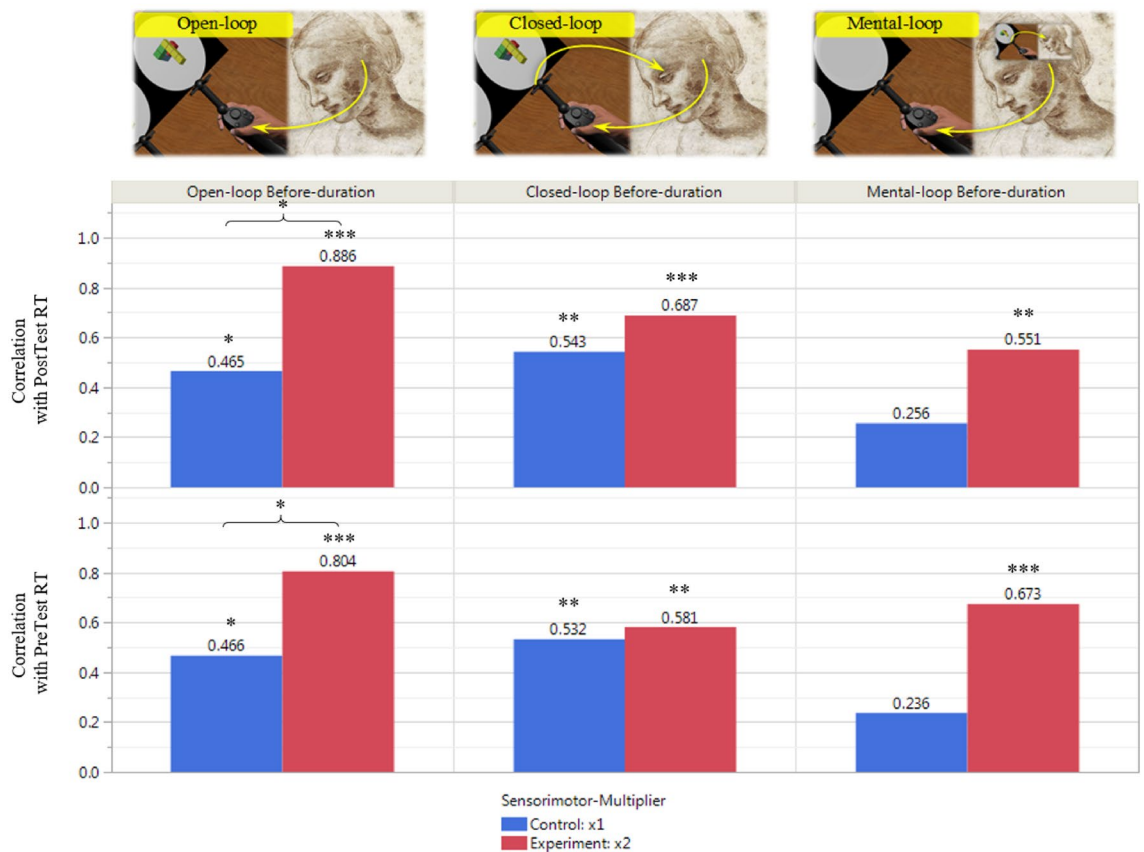 Open-loop
Closed-loop
Mental-loop
Open-loop Before-duration
Closed-loop Before-duration
Mental-loop Before-duration
Correlation
with PostTest RT
1.0
0.8
0.6
0.4
0.2
0.0
*
***
0.886
*
0.465
***
0.687
**
0.543
**
0.551
0.256
Correlation
with PreTest RT
1.0
0.8
0.6
0.4
0.2
0.0
*
***
0.804
*
0.466
**
0.532
**
0.581
***
0.673
0.236
Sensorimotor-Multiplier
Control: x1
Experiment: x2